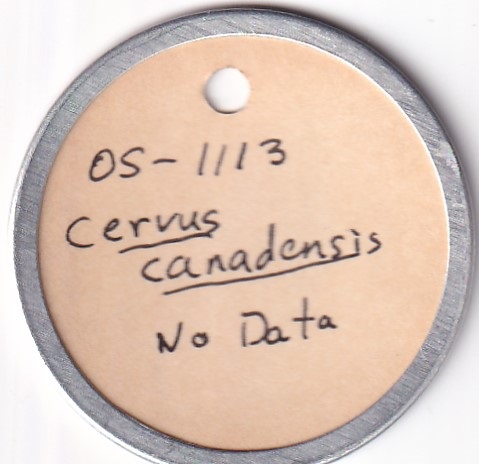 OS-1113
Cervus
canadensis
No Data